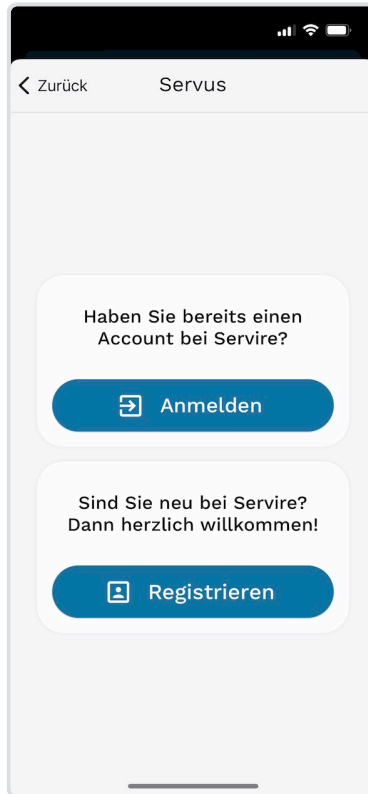 Zurück
Servus
Haben Sie bereits einen
Account bei Servire?
Anmelden
Sind Sie neu bei Servire?
Dann herzlich willkommen!
Registrieren